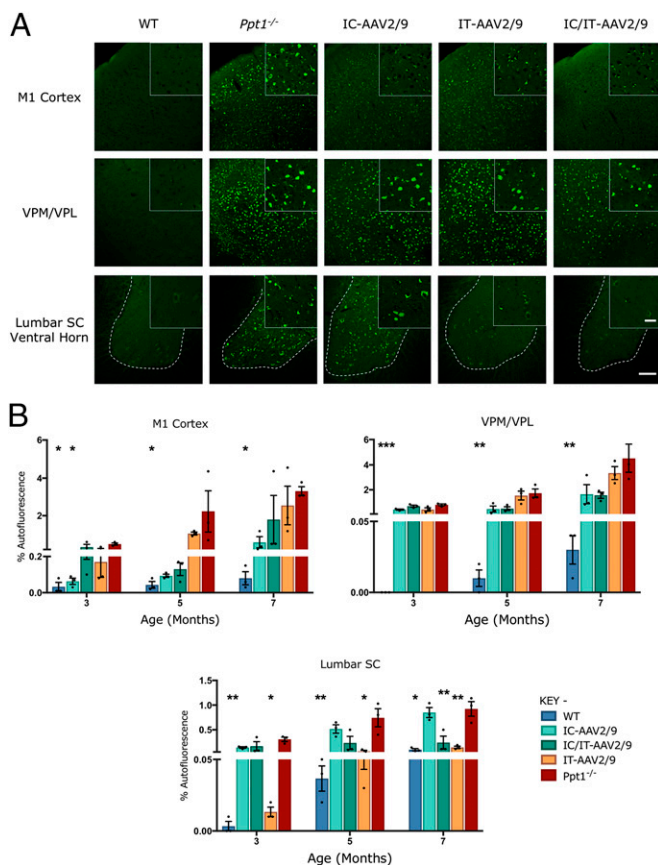 A
WT Ppt1-/- IC-AAV2/9 IT-AAV2/9 IC/IT-AAV2/9
M1 Cortex
VPM/VPL
Lumbar SC
Ventral Horn
B
M1 Cortex
* * * *
% Autofluorescence
6
4
2
0.2
0.0
3 5 7
Age (Months)
VPM/VPL
*** ** **
6
4
2
0.05
0.00
3 5 7
Age (Months)
Lumbar SC
** * ** * * ** **
% Autofluorescence
1.5
1.0
0.5
0.05
0.00
3 5 7
Age (Months)
KEY -
WT
IC-AAV2/9
IC/IT-AAV2/9
IT-AAV2/9
Ppt1-/-